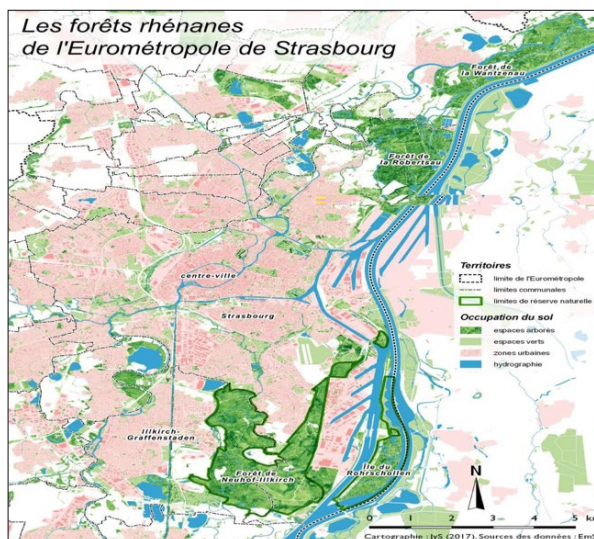 Les forêts rhénanes
de l'Eurométropole de Strasbourg
Forêt de
la Wantzenau
Forêt de
la Robertsau
centre-ville
Strasbourg
Territoires
limite de l'Eurométropole
limites communales
limites de réserve naturelle
Occupation du sol
espaces arborés
espaces verts
zones urbaines
hydrographie
Illkirch-
Graffenstaden
Forêt de
Neuhof-Illkirch
Ile du
Rohrschollen
N
0 1 2 3 4 5 k
Cartographie : JyS (2017). Sources des données : EmS